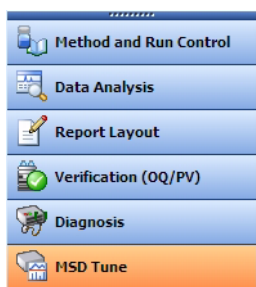 Method and Run Control
Data Analysis
Report Layout
Verification (OQ/PV)
Diagnosis
MSD Tune